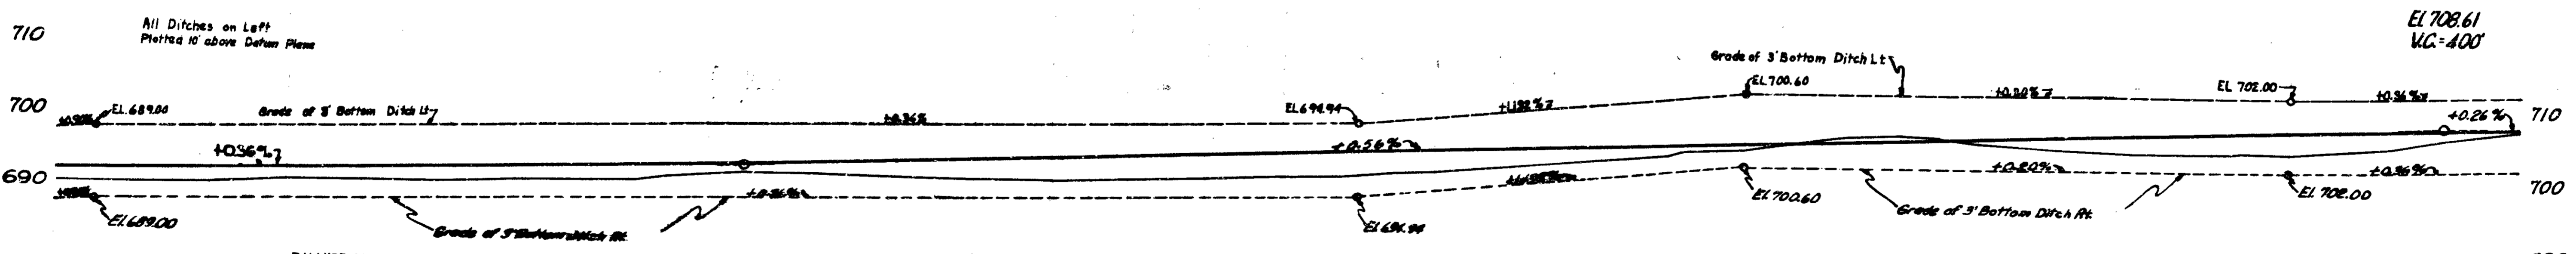 All Ditches on Left
Plotted 10' above Datum Plane
710
El 708.61
V.C. = 400'
Grade of 3' Bottom Ditch Lt
EL 700.60
EL 702.00
700
EL 689.00
Grade of 3' Bottom Ditch Lt
+0.36%
EL 694.94
+0.20%
+0.36%
+0.26%
710
+0.36%
+0.56%
690
+0.36%
+0.20%
+0.36%
700
El 689.00
Grade of 3' Bottom Ditch Rt.
El 694.94
El 700.60
Grade of 3' Bottom Ditch Rt.
El 702.00